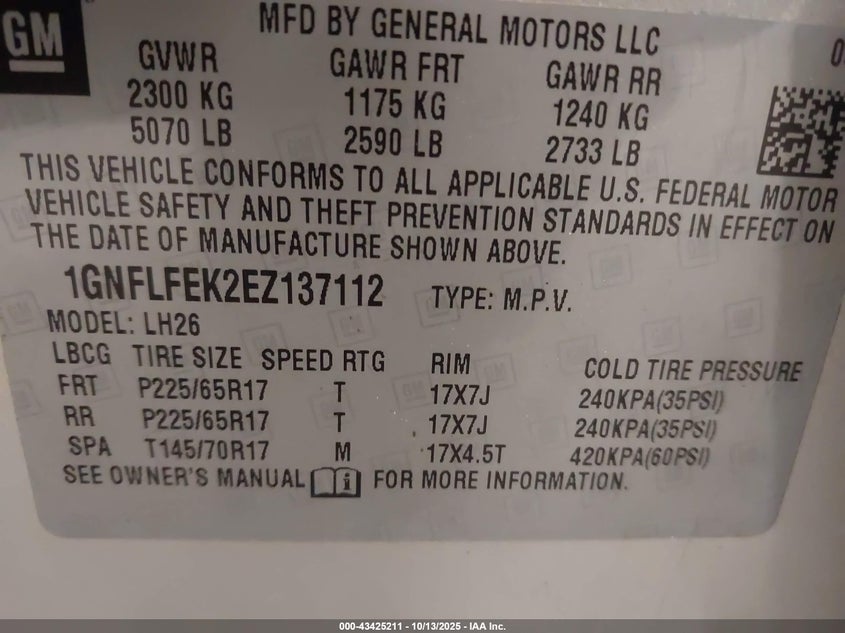 GM
MFD BY GENERAL MOTORS LLC
GVWR GAWR FRT GAWR RR
2300 KG 1175 KG 1240 KG
5070 LB 2590 LB 2733 LB
THIS VEHICLE CONFORMS TO ALL APPLICABLE U.S. FEDERAL MOTOR
VEHICLE SAFETY AND THEFT PREVENTION STANDARDS IN EFFECT ON
THE DATE OF MANUFACTURE SHOWN ABOVE.
1GNFLFEK2EZ137112 TYPE: M.P.V.
MODEL: LH26
LBCG TIRE SIZE SPEED RTG RIM COLD TIRE PRESSURE
FRT P225/65R17 T 17X7J 240KPA(35PSI)
RR P225/65R17 T 17X7J 240KPA(35PSI)
SPA T145/70R17 M 17X4.5T 420KPA(60PSI)
SEE OWNER'S MANUAL FOR MORE INFORMATION.
000-43425211 - 10/13/2025 - IAA Inc.